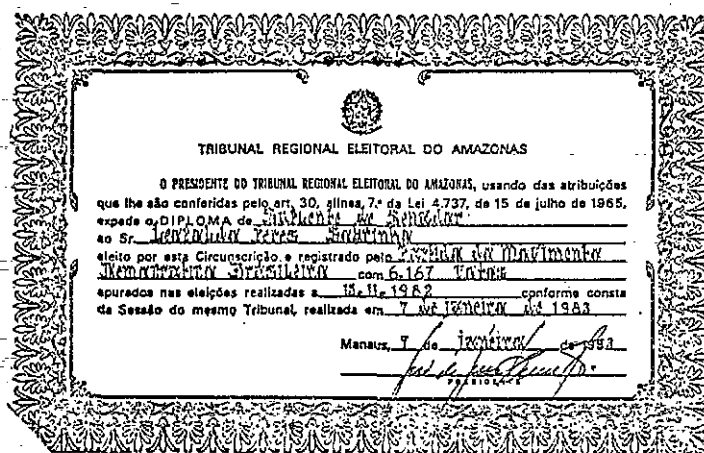 TRIBUNAL REGIONAL ELEITORAL DO AMAZONAS
O PRESIDENTE DO TRIBUNAL REGIONAL ELEITORAL DO AMAZONAS, usando das atribuições
que lhe são conferidas pelo art. 30, alínea, 7.ª da Lei 4.737, de 15 de julho de 1965,
expede o DIPLOMA de Suplente de Senador
ao Sr. Leopoldo Peres Sobrinho
eleito por esta Circunscrição e registrado pelo Partido do Movimento
Democrático Brasileiro com 6.167 Votos
apurados nas eleições realizadas a 15.11.1982 conforme consta
da Sessão do mesmo Tribunal, realizada em 7 de janeiro de 1983
Manaus, 7 de janeiro de 1983
PRESIDENTE